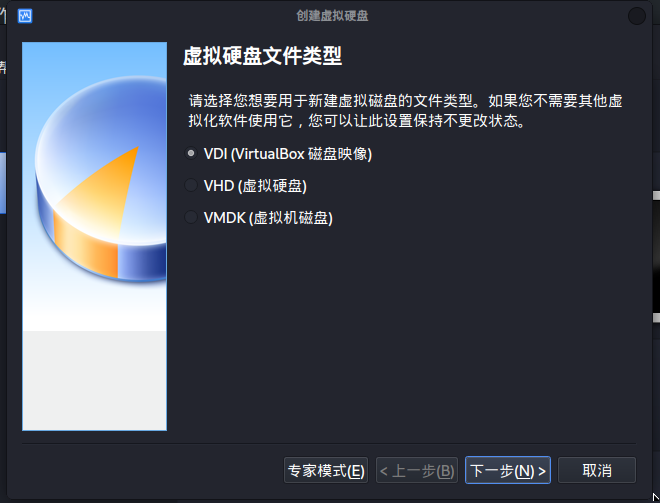 创建虚拟硬盘
虚拟硬盘文件类型
请选择您想要用于新建虚拟磁盘的文件类型。如果您不需要其他虚
拟化软件使用它，您可以让此设置保持不更改状态。
VDI (VirtualBox 磁盘映像)
VHD (虚拟硬盘)
VMDK (虚拟机磁盘)
专家模式(E)
< 上一步(B)
下一步(N) >
取消